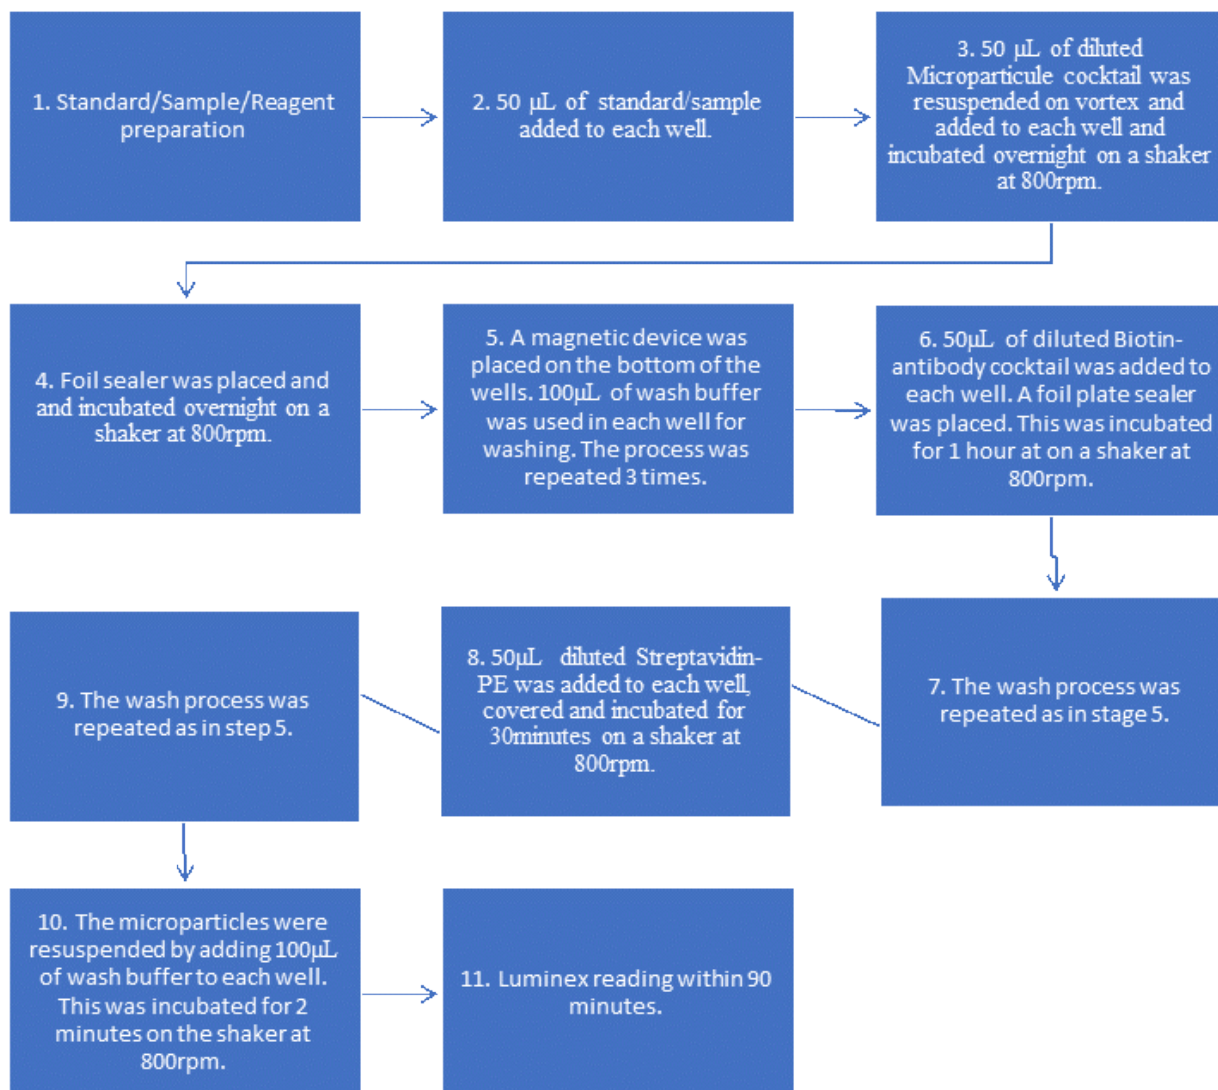 1. Standard/Sample/Reagent
preparation
2. 50 µL of standard/sample
added to each well.
3. 50 µL of diluted
Microparticule cocktail was
resuspended on vortex and
added to each well and
incubated overnight on a shaker
at 800rpm.
4. Foil sealer was placed and
and incubated overnight on a
shaker at 800rpm.
5. A magnetic device was
placed on the bottom of the
wells. 100µL of wash buffer
was used in each well for
washing. The process was
repeated 3 times.
6. 50µL of diluted Biotin-
antibody cocktail was added to
each well. A foil plate sealer
was placed. This was incubated
for 1 hour at on a shaker at
800rpm.
7. The wash process was
repeated as in stage 5.
8. 50µL diluted Streptavidin-
PE was added to each well,
covered and incubated for
30minutes on a shaker at
800rpm.
9. The wash process was
repeated as in step 5.
10. The microparticles were
resuspended by adding 100µL
of wash buffer to each well.
This was incubated for 2
minutes on the shaker at
800rpm.
11. Luminex reading within 90
minutes.